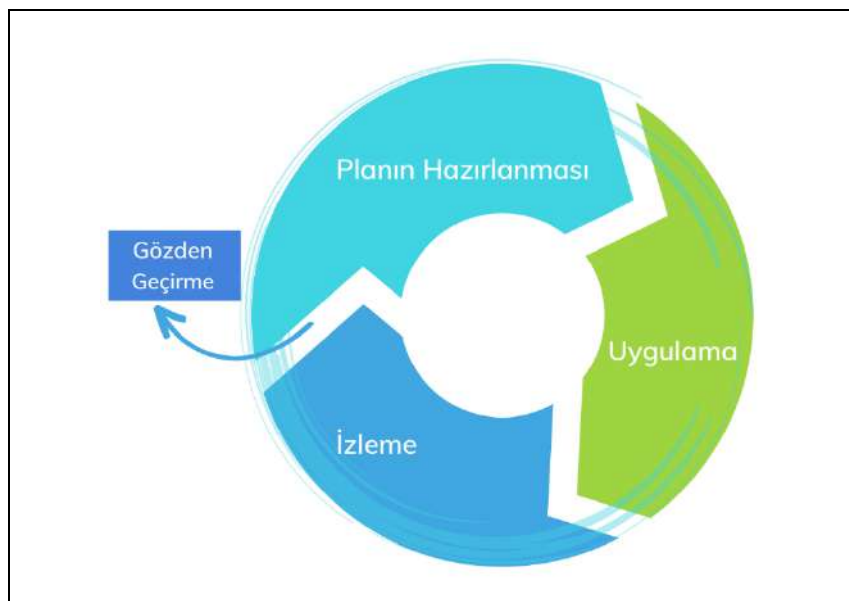 Planın Hazırlanması
Gözden
Geçirme
Uygulama
İzleme